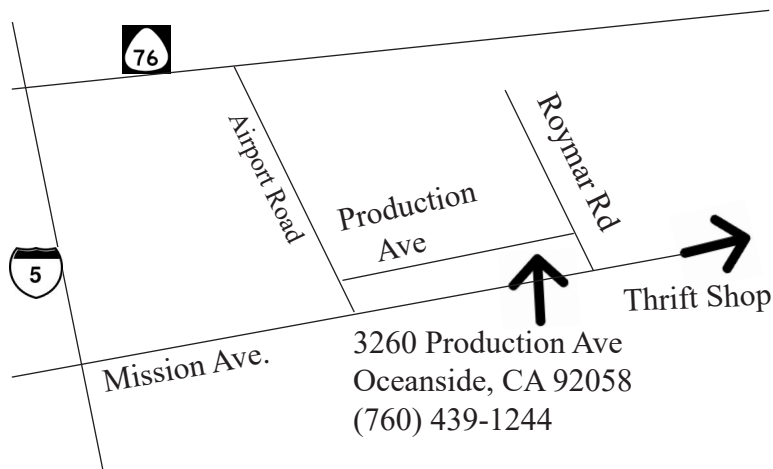 76
Airport Road
Roymar Rd
Production
Ave
5
Thrift Shop
Mission Ave.
3260 Production Ave
Oceanside, CA 92058
(760) 439-1244